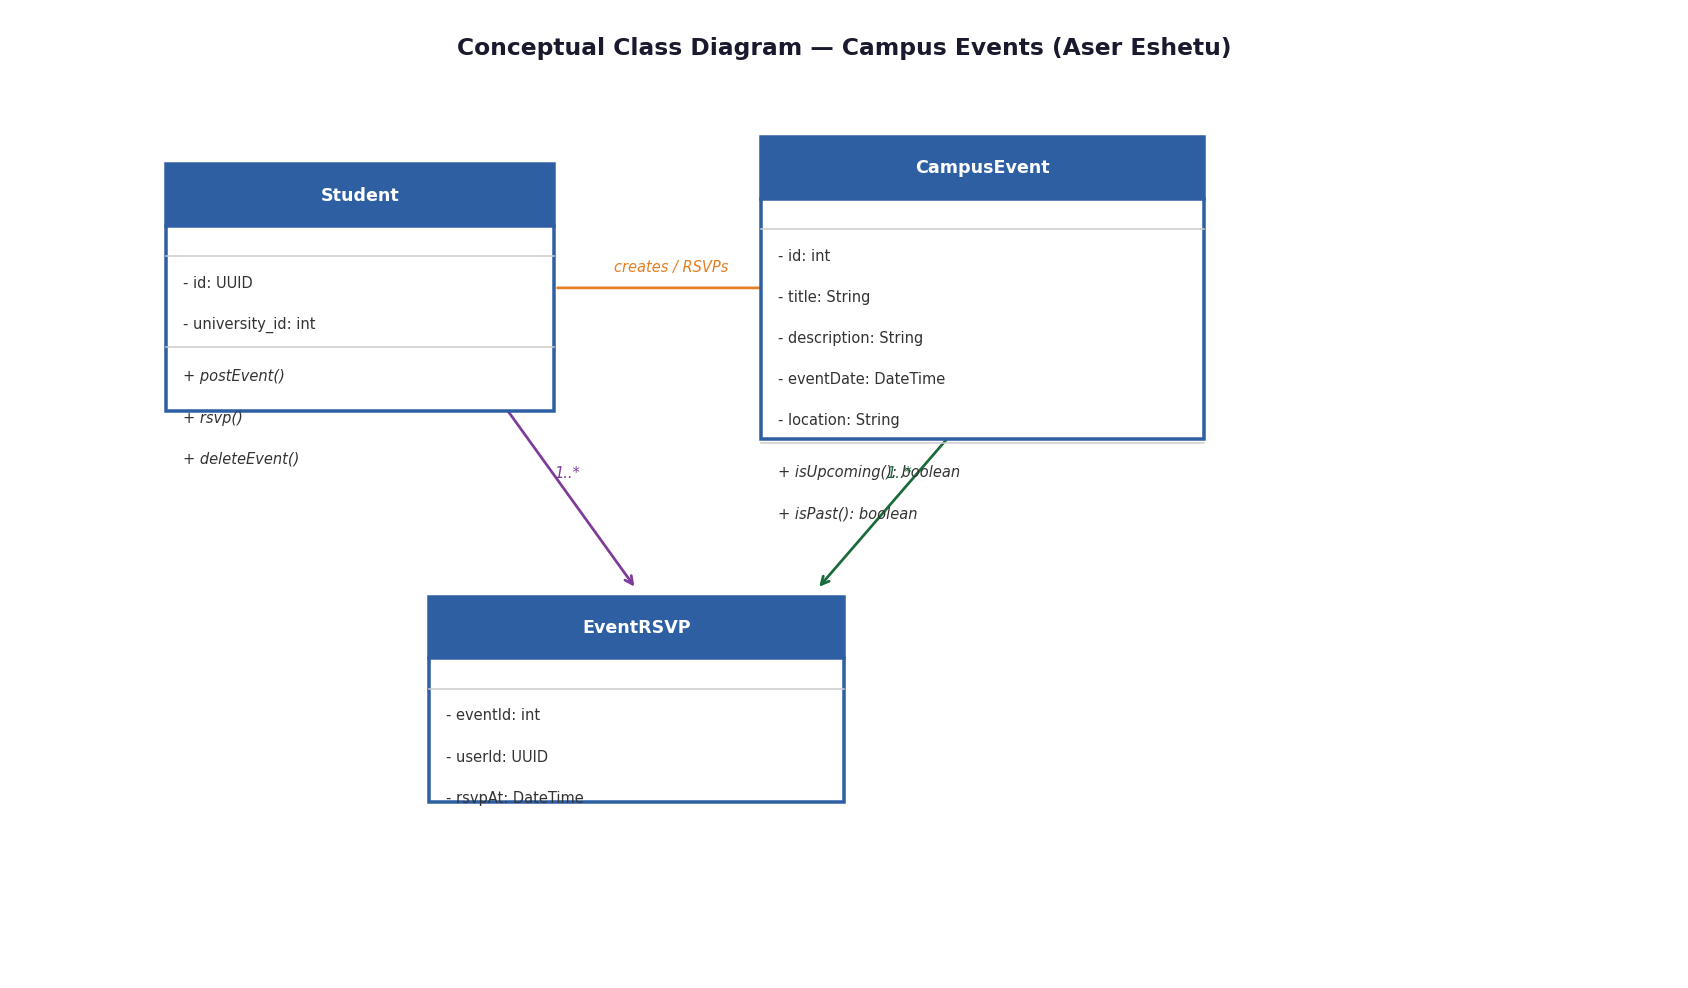 Conceptual Class Diagram — Campus Events (Aser Eshetu)
Student
- id: UUID
- university_id: int
+ postEvent()
+ rsvp()
+ deleteEvent()
creates / RSVPs
CampusEvent
- id: int
- title: String
- description: String
- eventDate: DateTime
- location: String
+ isUpcoming(): boolean
+ isPast(): boolean
1..*
1..*
EventRSVP
- eventId: int
- userId: UUID
- rsvpAt: DateTime